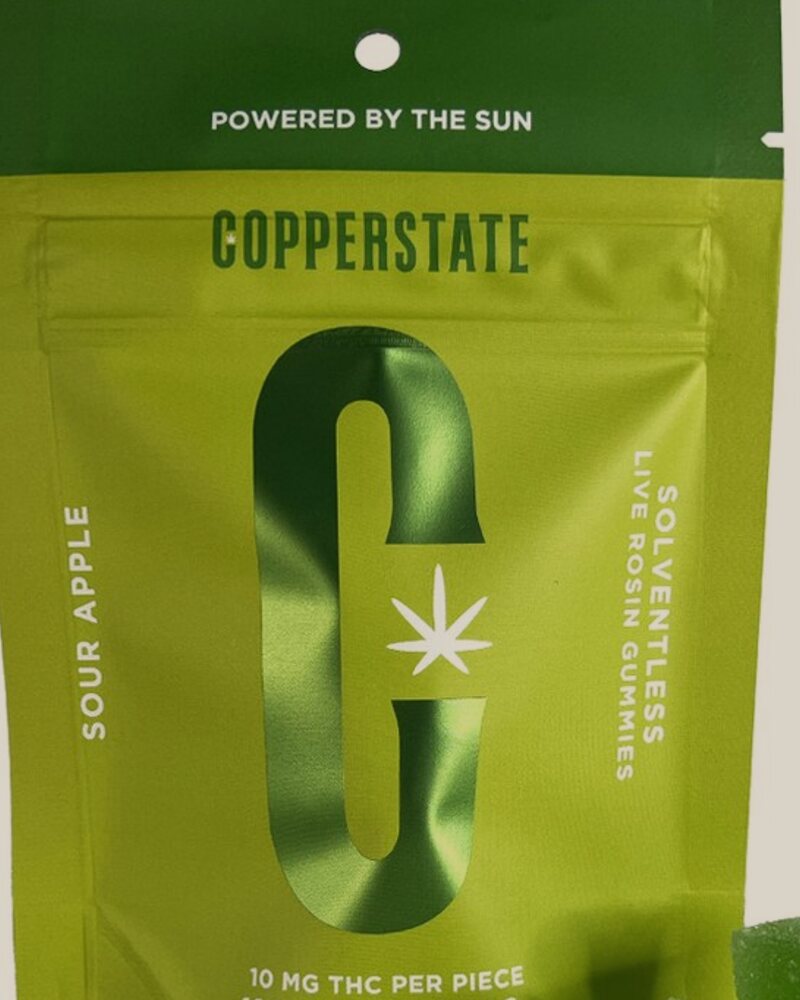 POWERED BY THE SUN
COPPERSTATE
SOUR APPLE
SOLVENTLESS
LIVE ROSIN GUMMIES
10 MG THC PER PIECE